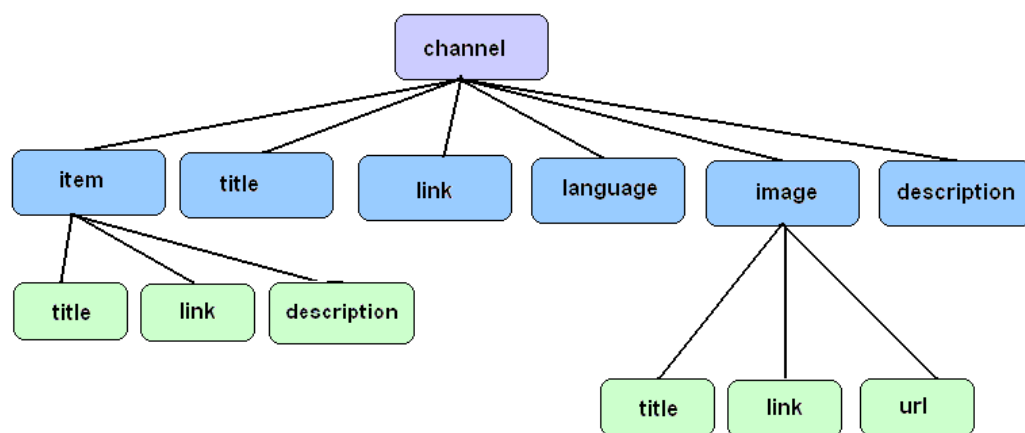 channel
item
title
link
language
image
description
title
link
description
title
link
url